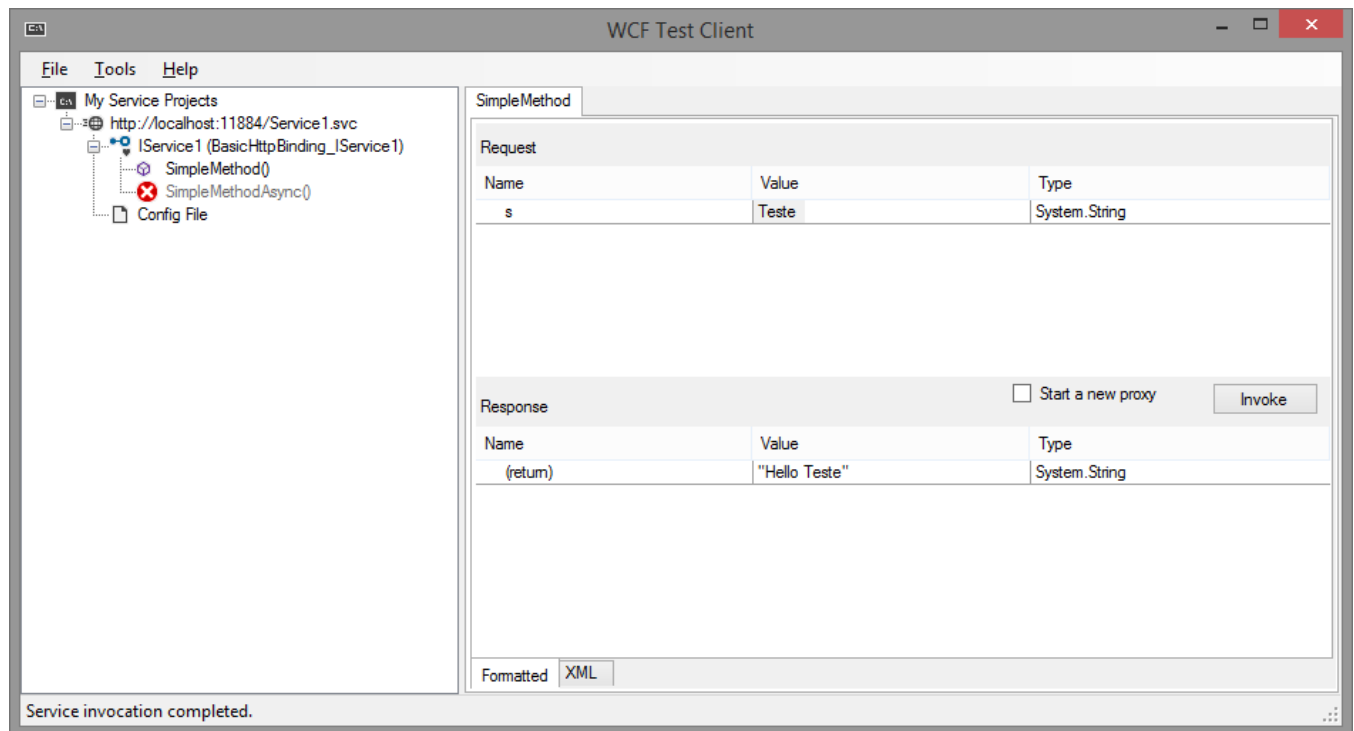 WCF Test Client
File Tools Help
My Service Projects
http://localhost:11884/Service1.svc
IService1 (BasicHttpBinding_IService1)
SimpleMethod()
SimpleMethodAsync()
Config File
SimpleMethod
Request
Name Value Type
s Teste System.String
Response Start a new proxy Invoke
Name Value Type
(return) "Hello Teste" System.String
Formatted XML
Service invocation completed.